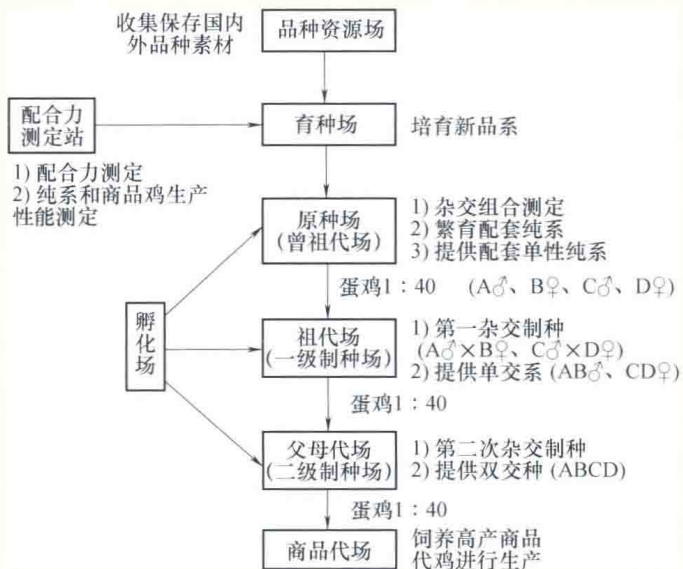 收集保存国内
外品种素材
品种资源场
配合力
测定站
育种场
培育新品系
1) 配合力测定
2) 纯系和商品鸡生产
性能测定
原种场
(曾祖代场)
1) 杂交组合测定
2) 繁育配套纯系
3) 提供配套单性纯系
蛋鸡1：40 (A♂、B♀、C♂、D♀)
孵化场
祖代场
(一级制种场)
1) 第一杂交制种
(A♂×B♀、C♂×D♀)
2) 提供单交系 (AB♂、CD♀)
蛋鸡1：40
父母代场
(二级制种场)
1) 第二次杂交制种
2) 提供双交种 (ABCD)
蛋鸡1：40
商品代场
饲养高产商品
代鸡进行生产